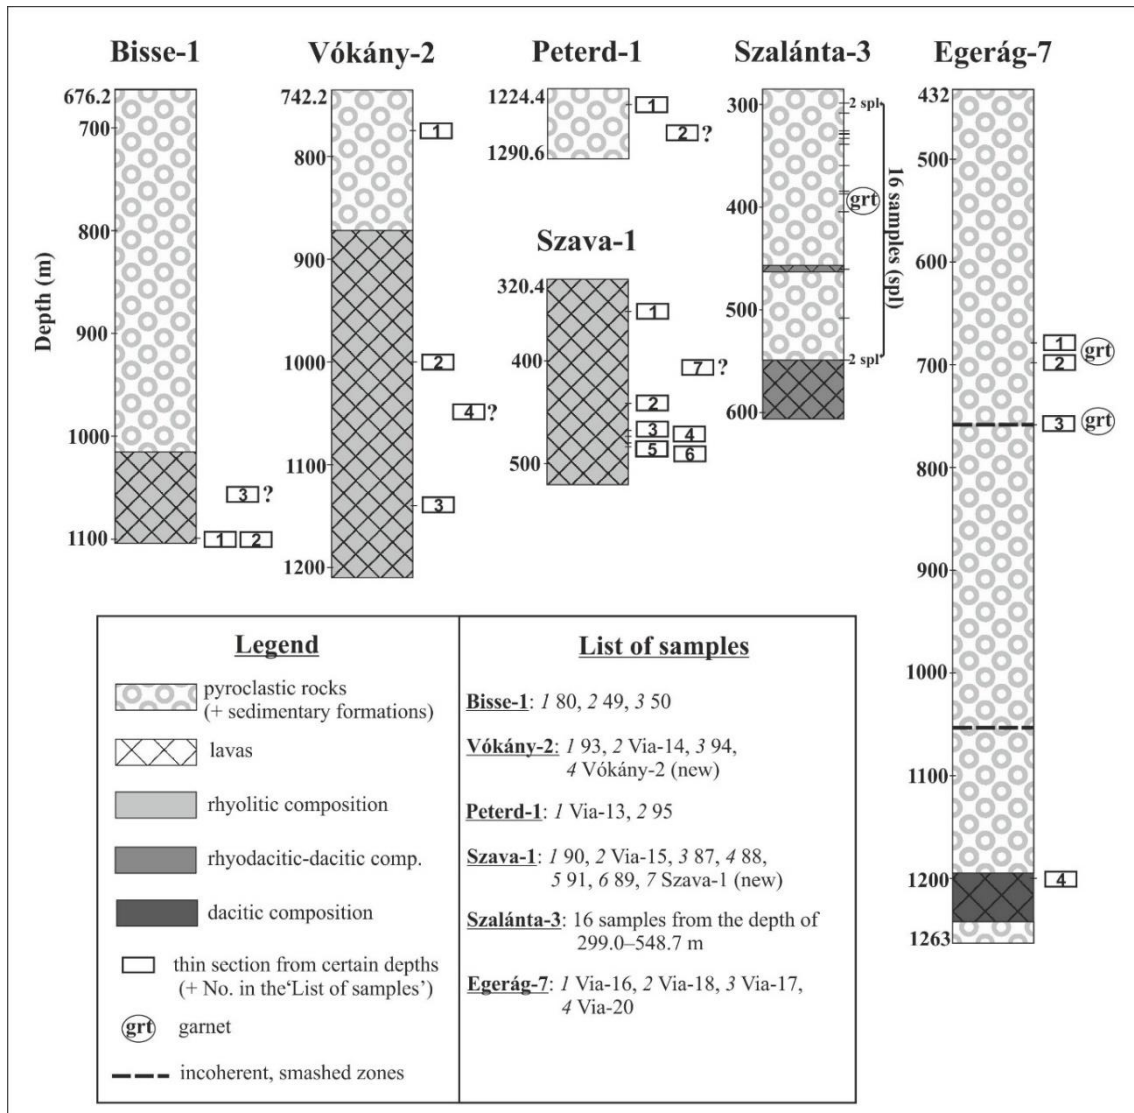 Bisse-1
Vókány-2
Peterd-1
Szalánta-3
Egerág-7
Depth (m)
676.2
700
800
900
1000
1100
3 ?
1 2
742.2
800
900
1000
1100
1200
1
2
4 ?
3
1224.4
1290.6
1
2 ?
Szava-1
320.4
400
500
1
7 ?
2
3 4
5 6
300
400
500
600
2 spl
grt
16 samples (spl)
2 spl
432
500
600
700
800
900
1000
1100
1200
1263
1
2
grt
3
grt
4
Legend
pyroclastic rocks
(+ sedimentary formations)
lavas
rhyolitic composition
rhyodacitic-dacitic comp.
dacitic composition
thin section from certain depths
(+ No. in the‘List of samples’)
grt garnet
incoherent, smashed zones
List of samples
Bisse-1: 1 80, 2 49, 3 50
Vókány-2: 1 93, 2 Via-14, 3 94,
4 Vókány-2 (new)
Peterd-1: 1 Via-13, 2 95
Szava-1: 1 90, 2 Via-15, 3 87, 4 88,
5 91, 6 89, 7 Szava-1 (new)
Szalánta-3: 16 samples from the depth of
299.0–548.7 m
Egerág-7: 1 Via-16, 2 Via-18, 3 Via-17,
4 Via-20